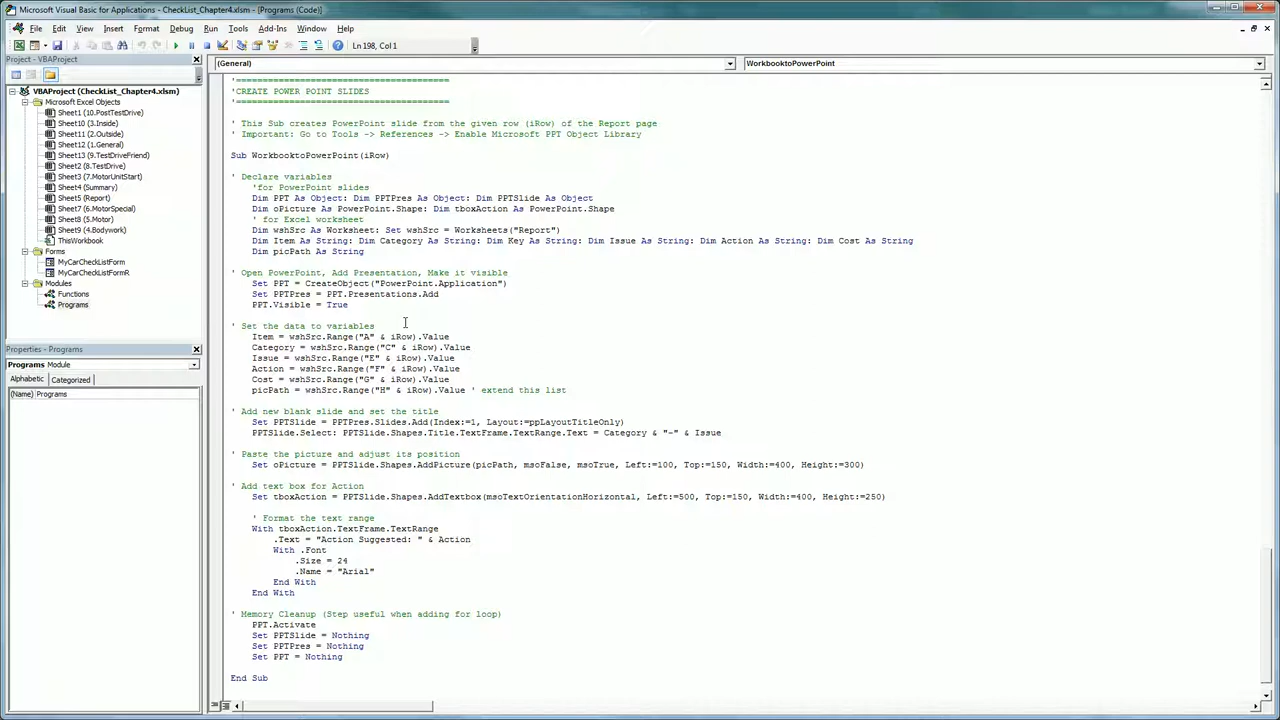 Microsoft Visual Basic for Applications - CheckList_Chapter4.xlsm - [Programs (Code)]
File Edit View Insert Format Debug Run Tools Add-Ins Window Help
Ln 198, Col 1
Project - VBAProject
(General)
WorkbooktoPowerPoint
VBAProject (CheckList_Chapter4.xlsm)
Microsoft Excel Objects
Sheet1 (10.PostTestDrive)
Sheet10 (3.Inside)
Sheet11 (2.Outside)
Sheet12 (1.General)
Sheet13 (9.TestDriveFriend)
Sheet2 (8.TestDrive)
Sheet3 (7.MotorUnitStart)
Sheet4 (Summary)
Sheet5 (Report)
Sheet7 (6.MotorSpecial)
Sheet8 (5.Motor)
Sheet9 (4.Bodywork)
ThisWorkbook
Forms
MyCarCheckListForm
MyCarCheckListFormR
Modules
Functions
Programs
Properties - Programs
Programs Module
Alphabetic Categorized
(Name) Programs
'========================================
'CREATE POWER POINT SLIDES
'========================================
' This Sub creates PowerPoint slide from the given row (iRow) of the Report page
' Important: Go to Tools -> References -> Enable Microsoft PPT Object Library
Sub WorkbooktoPowerPoint(iRow)
' Declare variables
'for PowerPoint slides
Dim PPT As Object: Dim PPTPres As Object: Dim PPTSlide As Object
Dim oPicture As PowerPoint.Shape: Dim tboxAction As PowerPoint.Shape
' for Excel worksheet
Dim wshSrc As Worksheet: Set wshSrc = Worksheets("Report")
Dim Item As String: Dim Category As String: Dim Key As String: Dim Issue As String: Dim Action As String: Dim Cost As String
Dim picPath As String
' Open PowerPoint, Add Presentation, Make it visible
Set PPT = CreateObject("PowerPoint.Application")
Set PPTPres = PPT.Presentations.Add
PPT.Visible = True
' Set the data to variables
Item = wshSrc.Range("A" & iRow).Value
Category = wshSrc.Range("C" & iRow).Value
Issue = wshSrc.Range("E" & iRow).Value
Action = wshSrc.Range("F" & iRow).Value
Cost = wshSrc.Range("G" & iRow).Value
picPath = wshSrc.Range("H" & iRow).Value ' extend this list
' Add new blank slide and set the title
Set PPTSlide = PPTPres.Slides.Add(Index:=1, Layout:=ppLayoutTitleOnly)
PPTSlide.Select: PPTSlide.Shapes.Title.TextFrame.TextRange.Text = Category & "-" & Issue
' Paste the picture and adjust its position
Set oPicture = PPTSlide.Shapes.AddPicture(picPath, msoFalse, msoTrue, Left:=100, Top:=150, Width:=400, Height:=300)
' Add text box for Action
Set tboxAction = PPTSlide.Shapes.AddTextbox(msoTextOrientationHorizontal, Left:=500, Top:=150, Width:=400, Height:=250)
' Format the text range
With tboxAction.TextFrame.TextRange
.Text = "Action Suggested: " & Action
With .Font
.Size = 24
.Name = "Arial"
End With
End With
' Memory Cleanup (Step useful when adding for loop)
PPT.Activate
Set PPTSlide = Nothing
Set PPTPres = Nothing
Set PPT = Nothing
End Sub